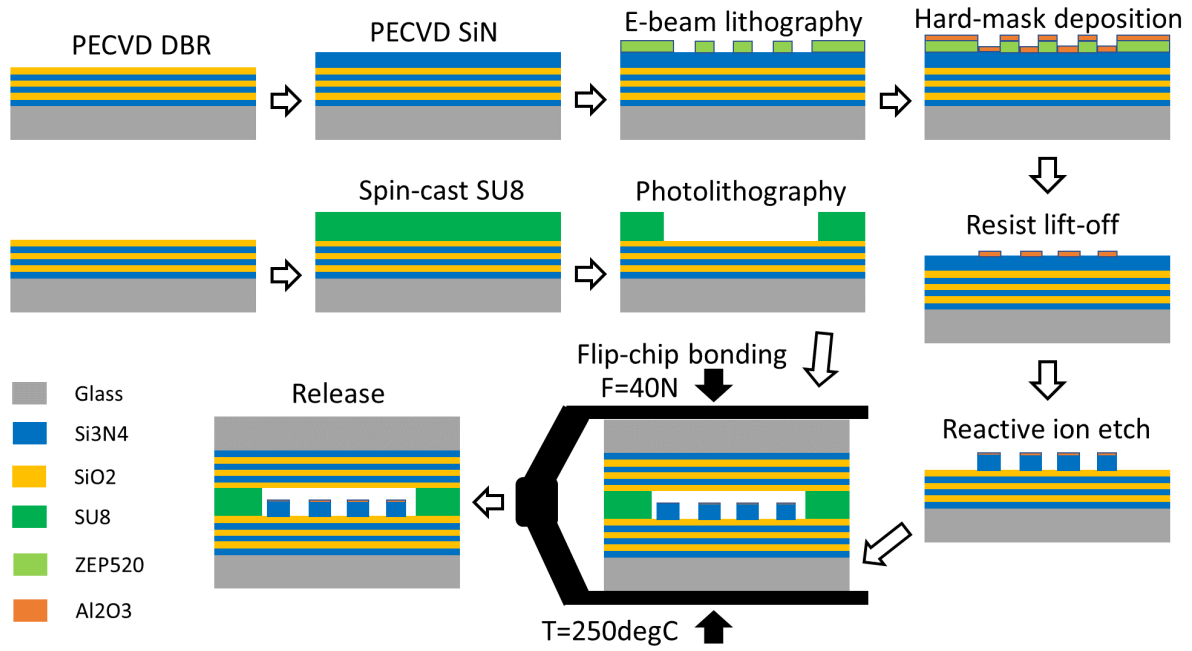 PECVD DBR
PECVD SiN
E-beam lithography
Hard-mask deposition
Spin-cast SU8
Photolithography
Resist lift-off
Flip-chip bonding
F=40N
Release
Reactive ion etch
T=250degC
Glass
Si3N4
SiO2
SU8
ZEP520
Al2O3